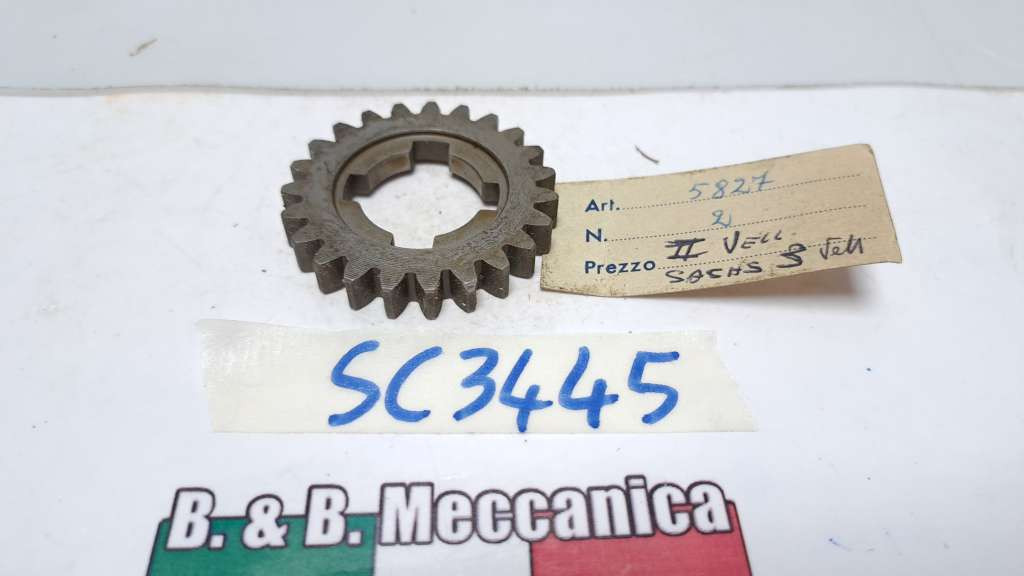 Art. 5827
N. 2
Prezzo II VELL.
SACHS 3 Vell
SC3445
B. & B. Meccanica